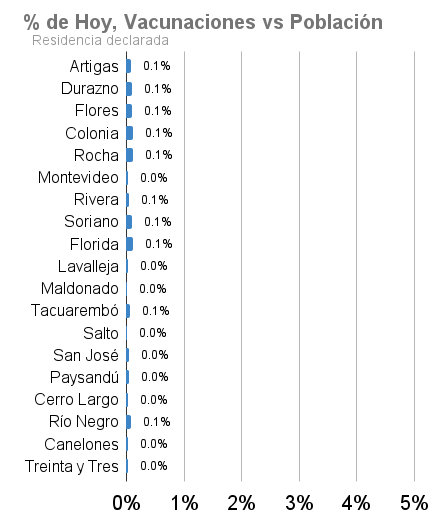 % de Hoy, Vacunaciones vs Población
Residencia declarada
Artigas 0.1%
Durazno 0.1%
Flores 0.1%
Colonia 0.1%
Rocha 0.1%
Montevideo 0.0%
Rivera 0.1%
Soriano 0.1%
Florida 0.1%
Lavalleja 0.0%
Maldonado 0.0%
Tacuarembó 0.1%
Salto 0.0%
San José 0.0%
Paysandú 0.0%
Cerro Largo 0.0%
Río Negro 0.1%
Canelones 0.0%
Treinta y Tres 0.0%
0% 1% 2% 3% 4% 5%